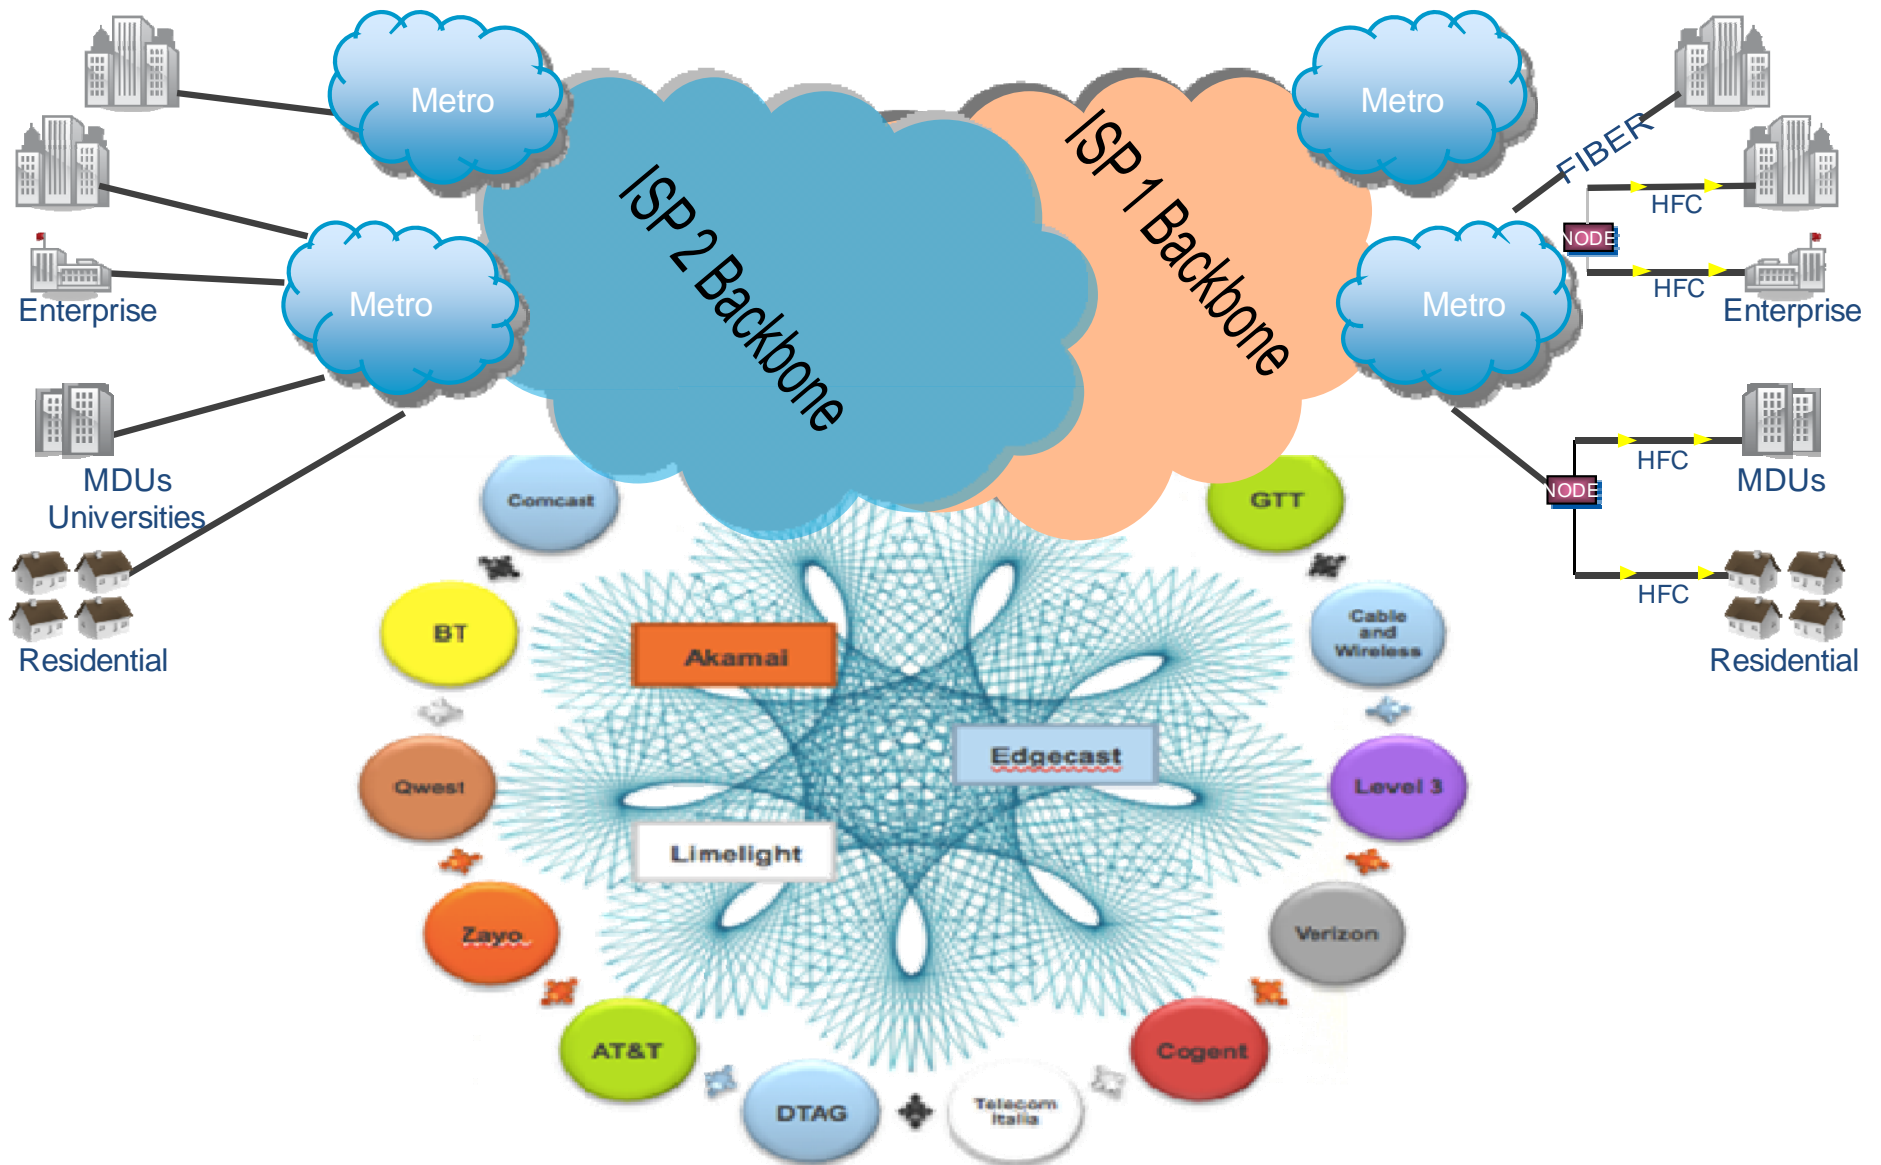 Metro
Metro
ISP 2 Backbone
ISP 1 Backbone
Metro
Metro
FIBER
HFC
NODE
HFC
Enterprise
Enterprise
MDUs
Universities
HFC
MDUs
NODE
HFC
Residential
Residential
Comcast
GTT
BT
Cable
and
Wireless
Akamai
Edgecast
Qwest
Level 3
Limelight
Zayo
Verizon
AT&T
Cogent
DTAG
Telecom
Italia